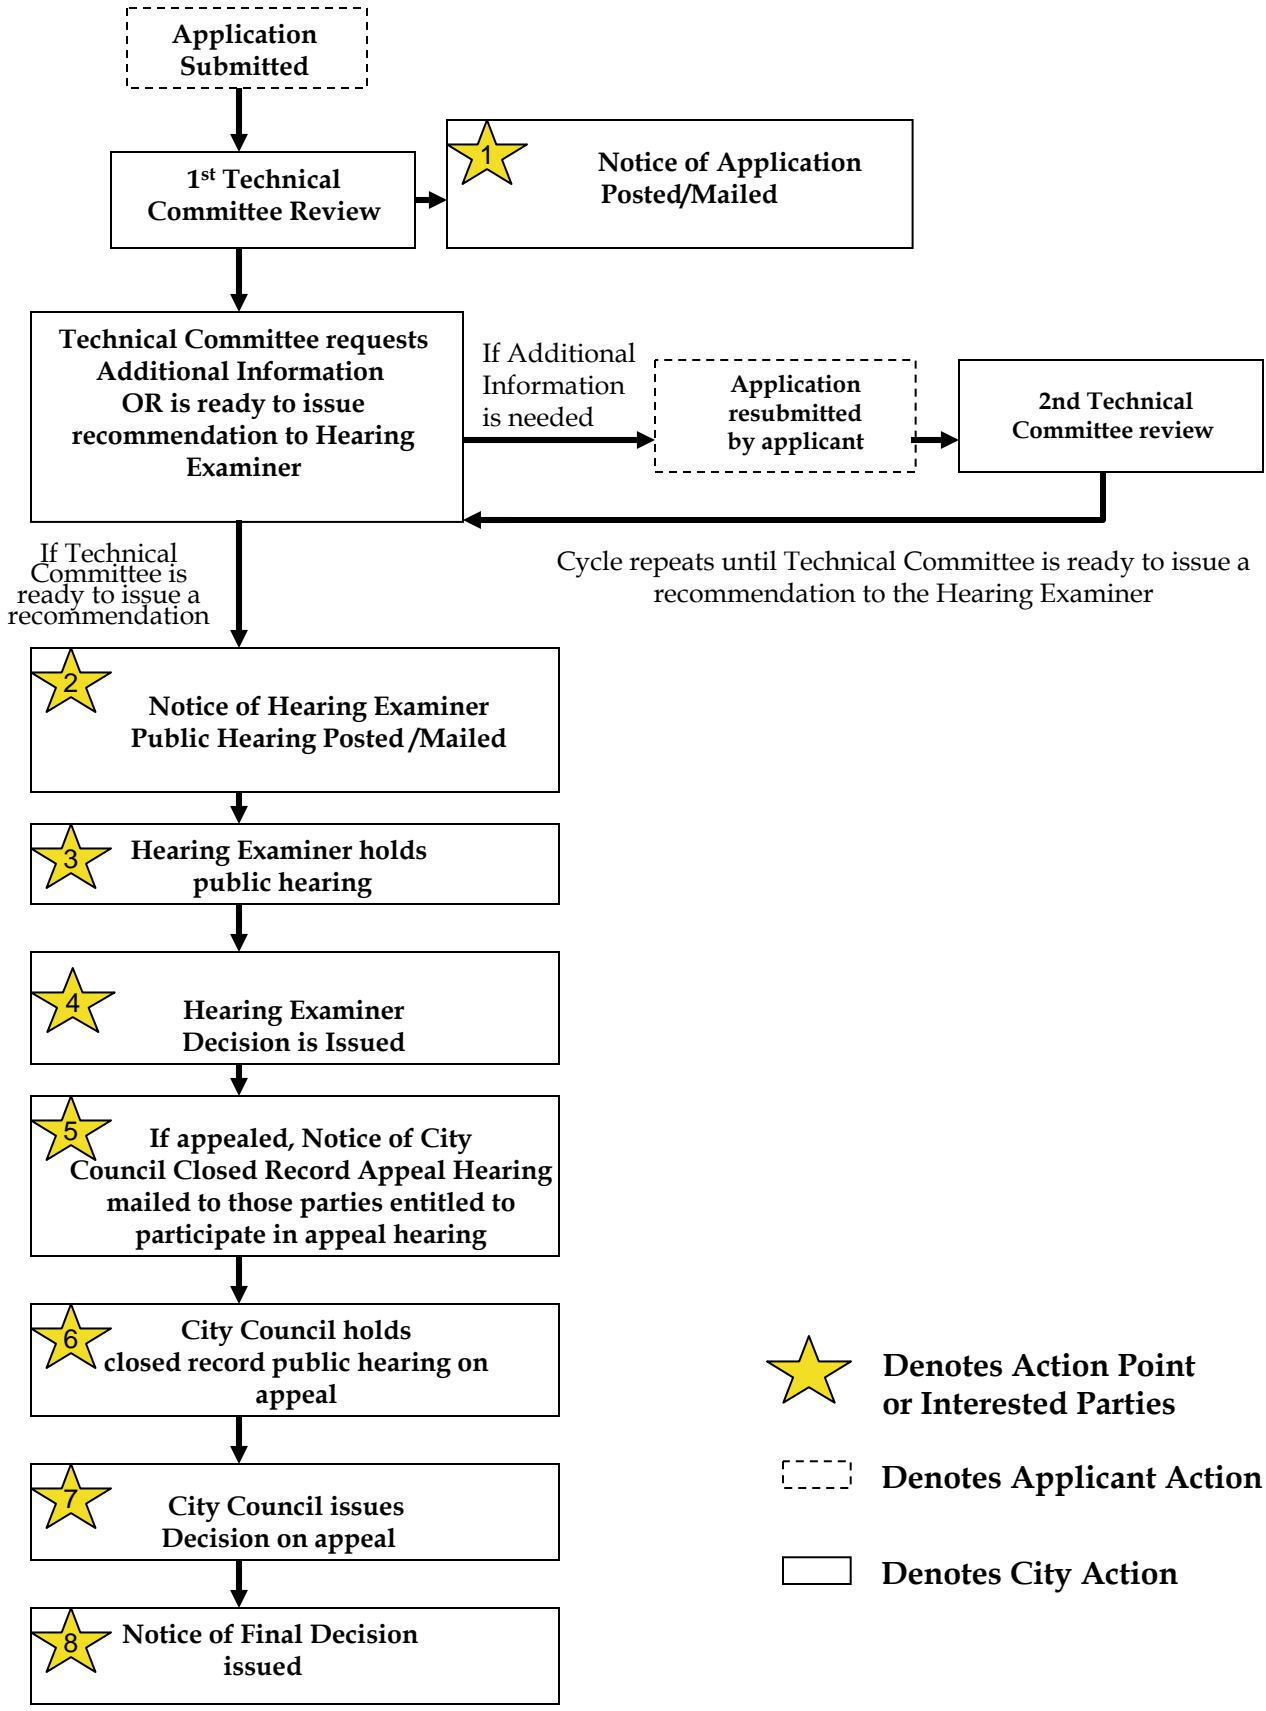 Application
Submitted
1st Technical
Committee Review
1
Notice of Application
Posted/Mailed
Technical Committee requests
Additional Information
OR is ready to issue
recommendation to Hearing
Examiner
If Additional
Information
is needed
Application
resubmitted
by applicant
2nd Technical
Committee review
If Technical
Committee is
ready to issue a
recommendation
Cycle repeats until Technical Committee is ready to issue a
recommendation to the Hearing Examiner
2
Notice of Hearing Examiner
Public Hearing Posted/Mailed
3
Hearing Examiner holds
public hearing
4
Hearing Examiner
Decision is Issued
5
If appealed, Notice of City
Council Closed Record Appeal Hearing
mailed to those parties entitled to
participate in appeal hearing
6
City Council holds
closed record public hearing on
appeal
7
City Council issues
Decision on appeal
8
Notice of Final Decision
issued
Denotes Action Point
or Interested Parties
Denotes Applicant Action
Denotes City Action